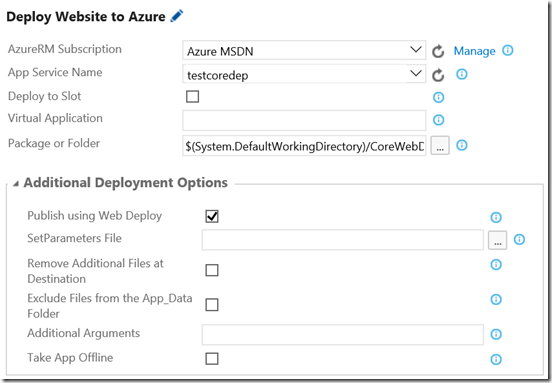 Deploy Website to Azure
AzureRM Subscription Azure MSDN Manage
App Service Name testcoredep
Deploy to Slot
Virtual Application
Package or Folder $(System.DefaultWorkingDirectory)/CoreWebD ...
Additional Deployment Options
Publish using Web Deploy
SetParameters File ...
Remove Additional Files at
Destination
Exclude Files from the App_Data
Folder
Additional Arguments
Take App Offline